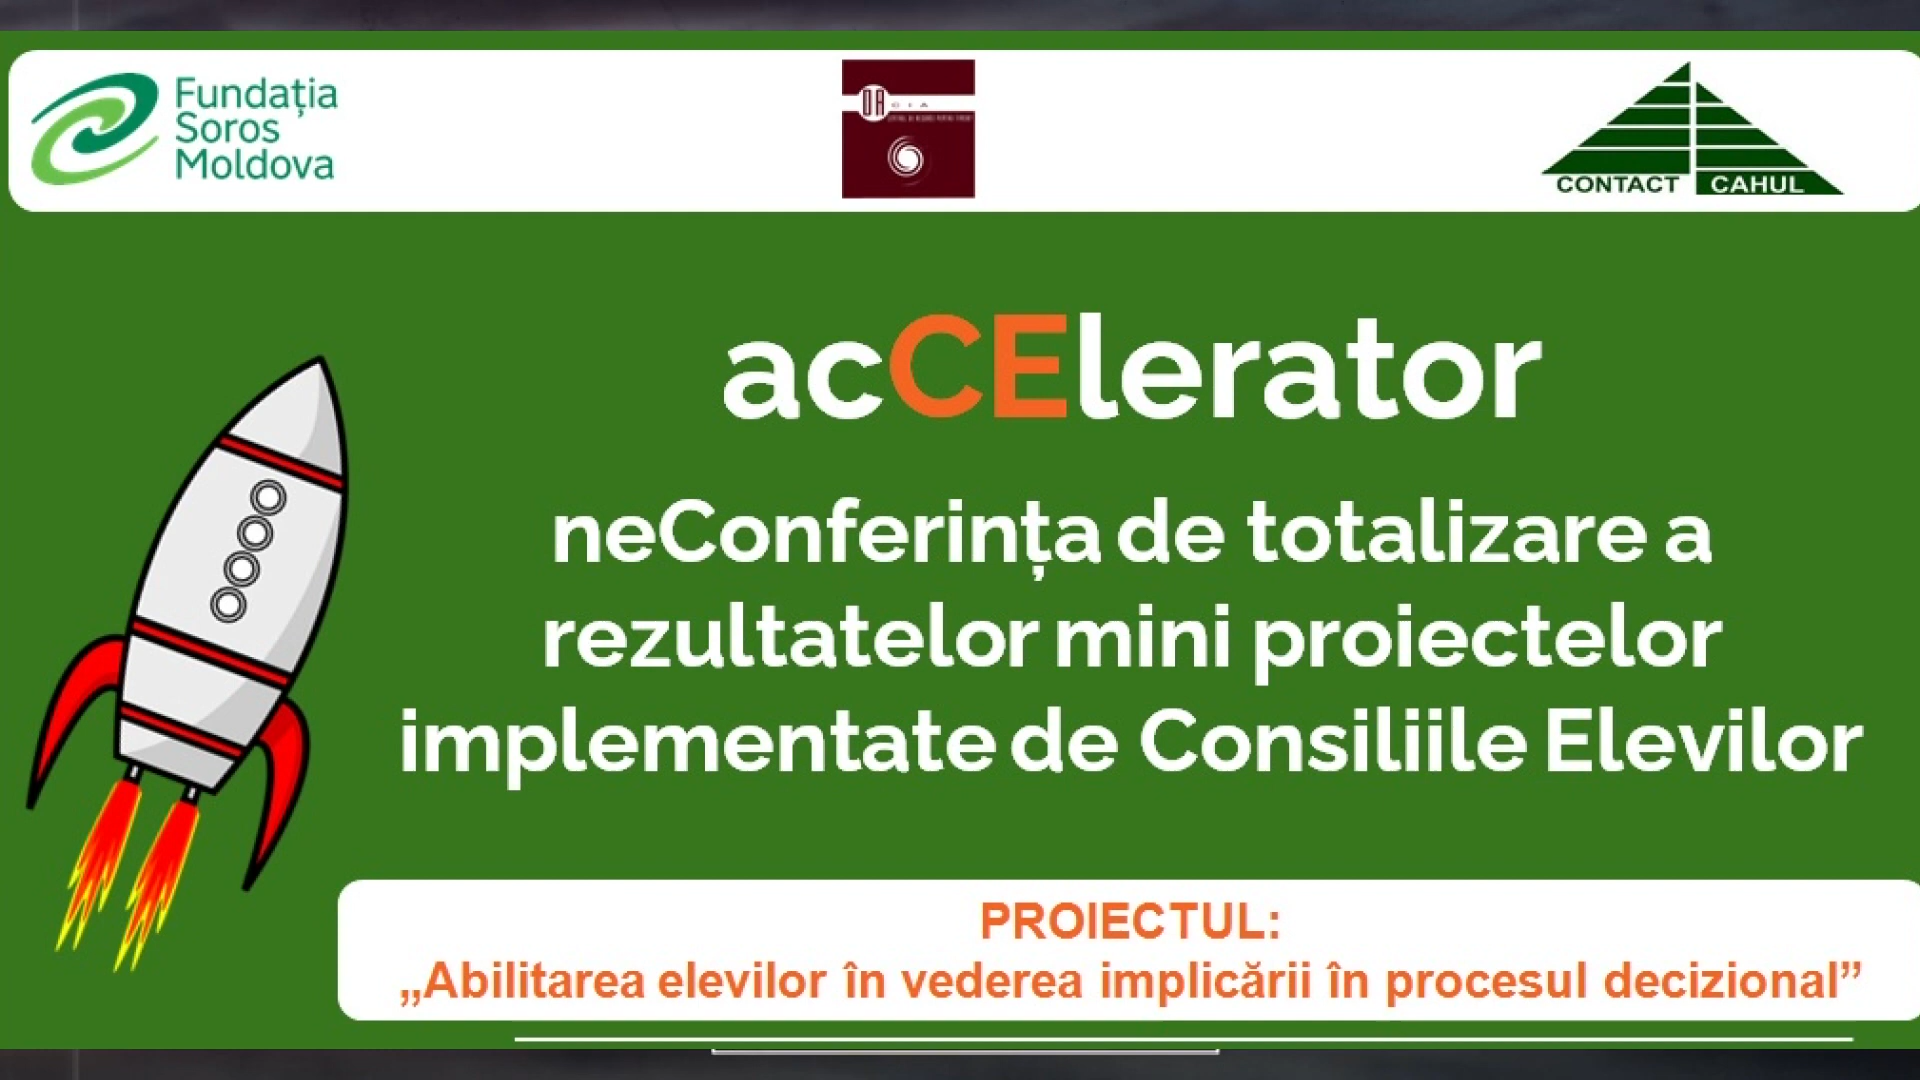 Fundația
Soros
Moldova
CONTACT CAHUL
acCElerator
neConferința de totalizare a
rezultatelor mini proiectelor
implementate de Consiliile Elevilor
PROIECTUL:
„Abilitarea elevilor în vederea implicării în procesul decizional”